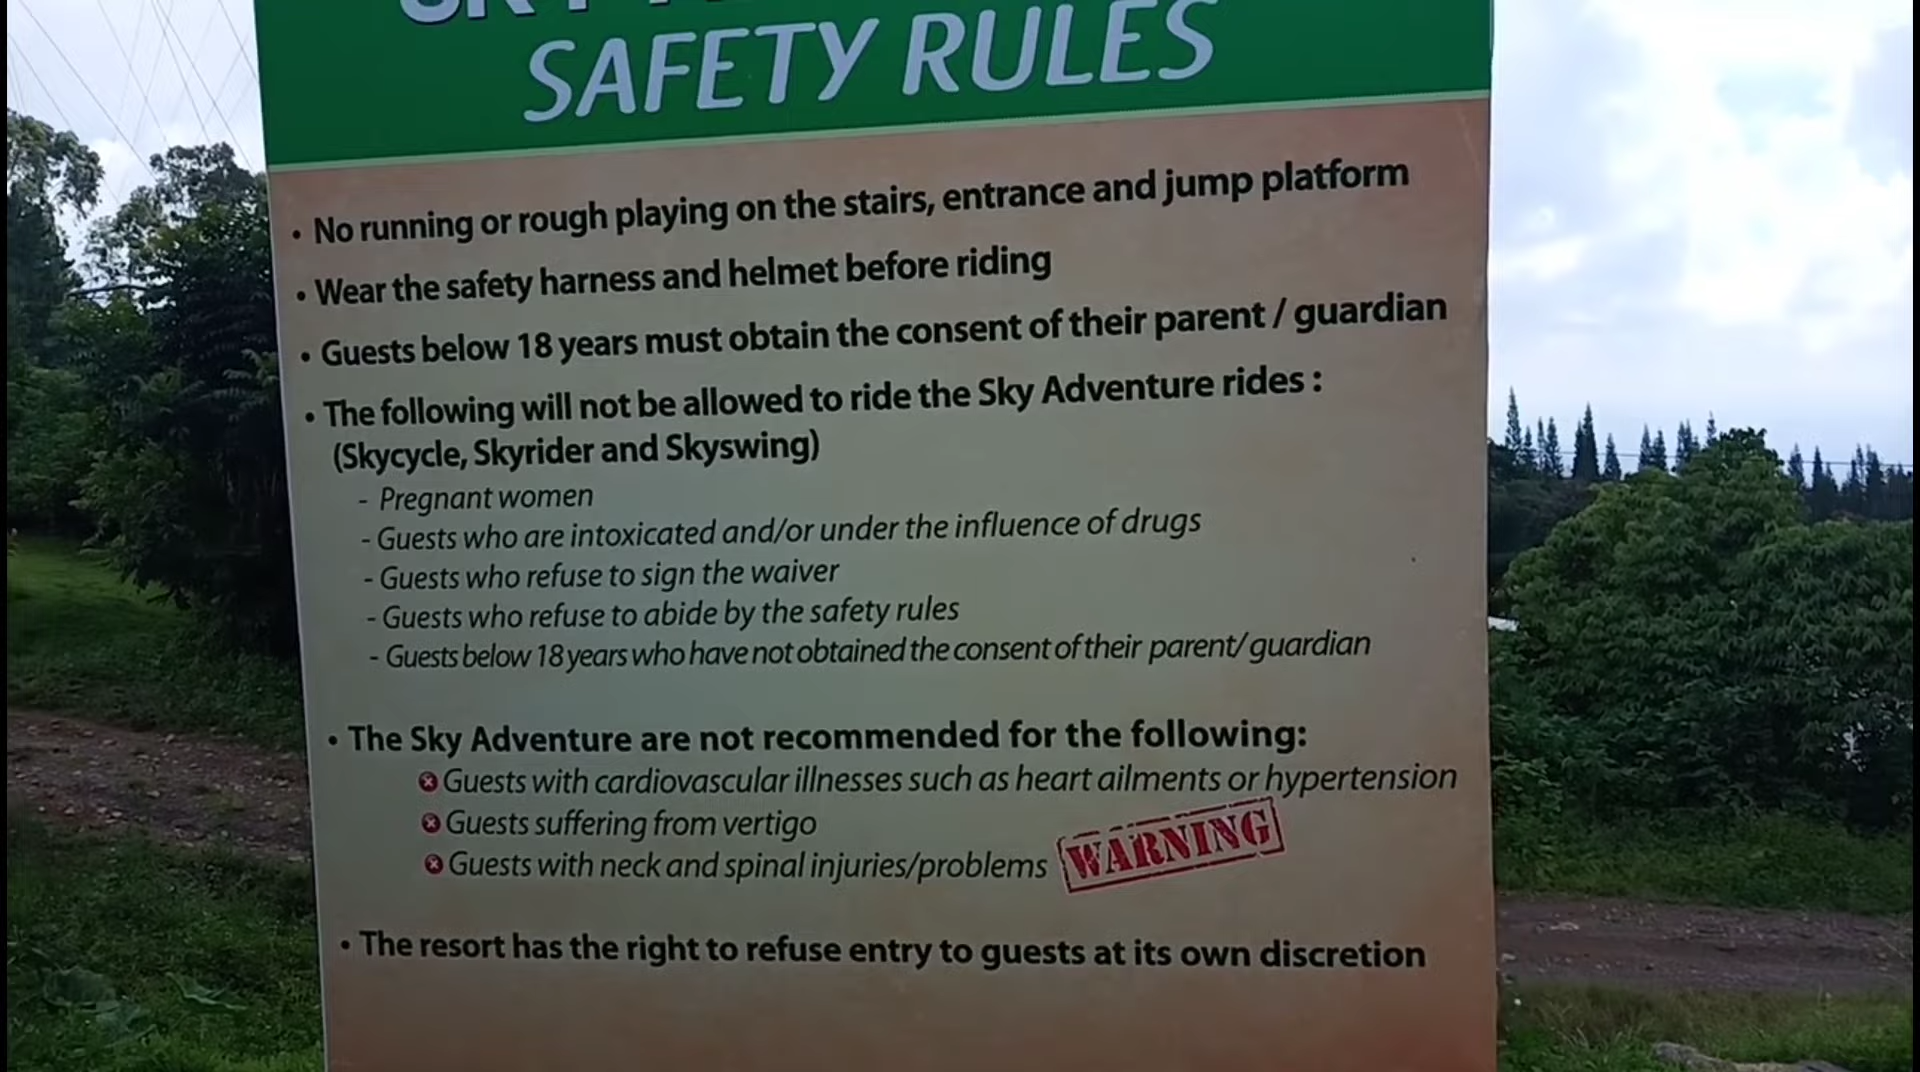 SAFETY RULES
• No running or rough playing on the stairs, entrance and jump platform
• Wear the safety harness and helmet before riding
• Guests below 18 years must obtain the consent of their parent / guardian
• The following will not be allowed to ride the Sky Adventure rides :
(Skycycle, Skyrider and Skyswing)
- Pregnant women
- Guests who are intoxicated and/or under the influence of drugs
- Guests who refuse to sign the waiver
- Guests who refuse to abide by the safety rules
- Guests below 18 years who have not obtained the consent of their parent/ guardian
• The Sky Adventure are not recommended for the following:
Guests with cardiovascular illnesses such as heart ailments or hypertension
Guests suffering from vertigo
Guests with neck and spinal injuries/problems
WARNING
• The resort has the right to refuse entry to guests at its own discretion